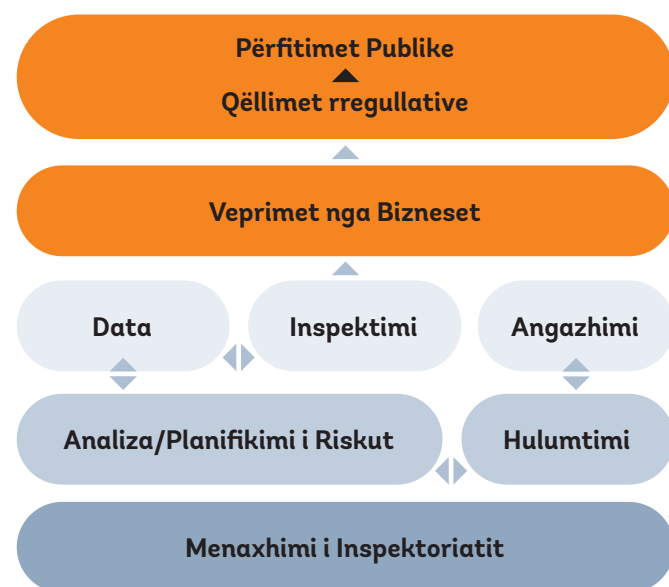 Përfitimet Publike
Qëllimet rregullative
Veprimet nga Bizneset
Data
Inspektimi
Angazhimi
Analiza/Planifikimi i Riskut
Hulumtimi
Menaxhimi i Inspektoriatit